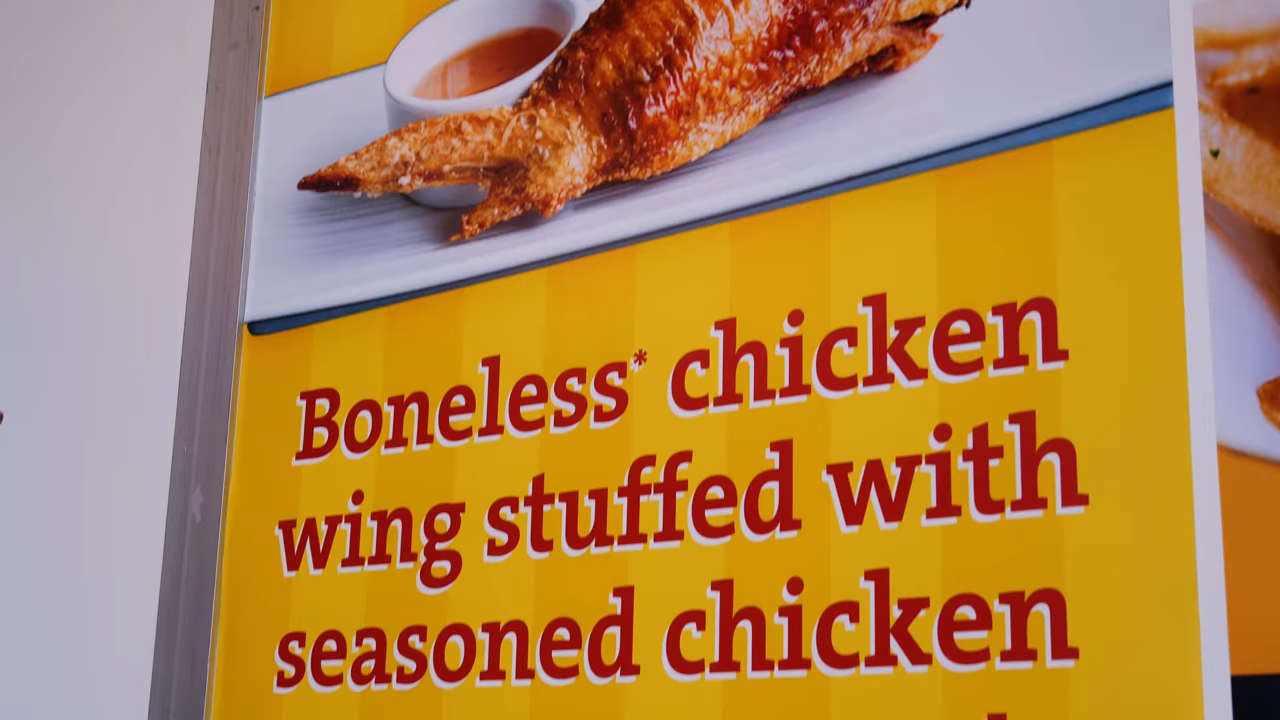 Boneless* chicken
wing stuffed with
seasoned chicken